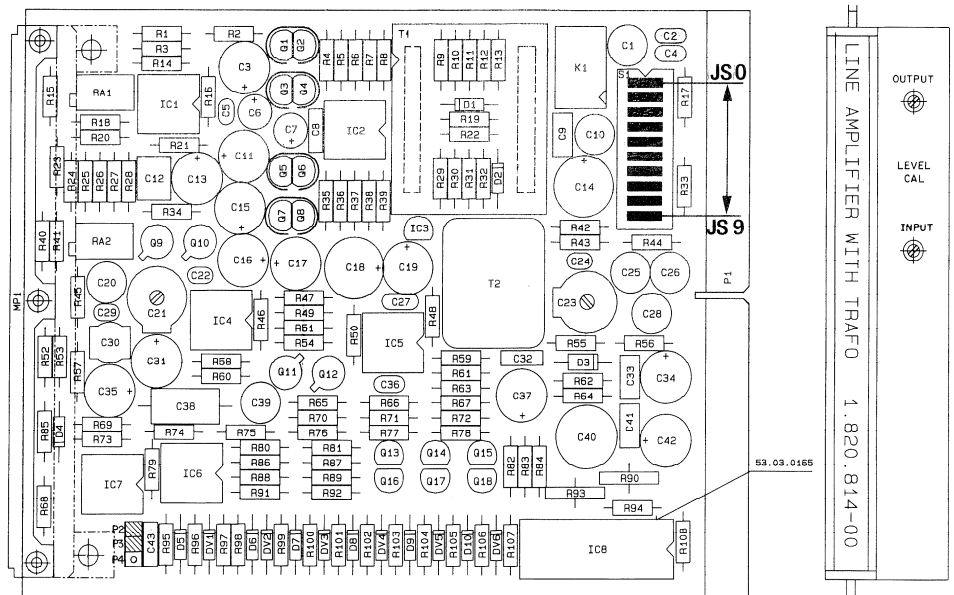 R1
R3
R14
R2
C3
Q1
Q2
R4
R5
R6
R7
R8
T1
R9
R10
R11
R12
R13
K1
C1
C2
C4
S1
JS0
R17
R15
RA1
R18
R20
IC1
R16
C5
C6
Q3
Q4
C7
C8
IC2
D1
R19
R22
C9
C10
R23
R24
R25
R26
R27
R28
R21
C12
C13
C11
Q5
Q6
R29
R30
R31
R32
D2
C14
R33
R34
C15
Q7
Q8
R35
R36
R37
R38
R39
JS9
R40
R41
RA2
Q9
Q10
C16
C17
C18
IC3
C19
R42
R43
R44
C24
C20
C22
C25
C26
P1
MP1
R45
C21
C29
IC4
R46
R47
R49
R51
R54
C27
R48
T2
C23
C28
C30
R50
IC5
R52
R53
C31
R55
R56
R57
R58
R60
Q11
Q12
C36
R59
R61
R63
R67
R72
R78
C32
D3
R62
R64
C33
C34
C35
C38
C39
R65
R70
R76
R66
R71
R77
C37
C40
C41
C42
R85
D4
R69
R73
R74
R75
R68
IC7
R79
IC6
R80
R86
R88
R91
R81
R87
R89
R92
Q13
Q14
Q15
Q16
Q17
Q18
R82
R83
R84
R90
R93
R94
53.03.0165
P2
P3
P4
C43
R95
D5
R96
DV1
R97
R98
D6
DV2
R99
D7
R100
DV3
R101
D8
R102
DV4
R103
D9
R104
DV5
R105
D10
R106
DV6
R107
IC8
R108
LINE AMPLIFIER WITH TRAFO 1.820.814-00
OUTPUT
LEVEL
CAL
INPUT